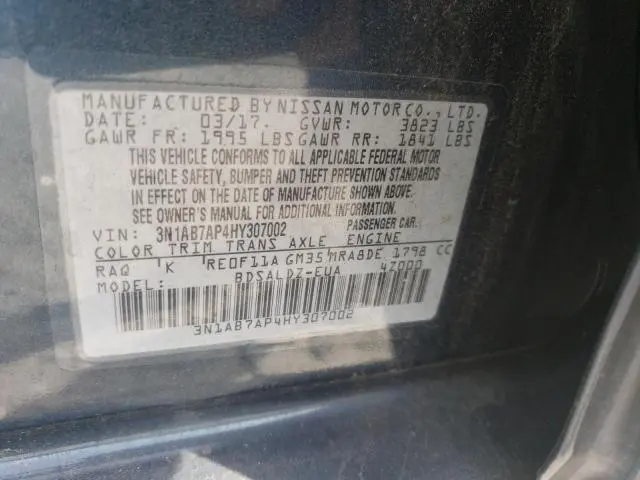 MANUFACTURED BY NISSAN MOTOR CO., LTD.
DATE: 03/17. GVWR: 3823 LBS
GAWR FR: 1995 LBS GAWR RR: 1841 LBS
THIS VEHICLE CONFORMS TO ALL APPLICABLE FEDERAL MOTOR
VEHICLE SAFETY, BUMPER AND THEFT PREVENTION STANDARDS
IN EFFECT ON THE DATE OF MANUFACTURE SHOWN ABOVE.
SEE OWNER'S MANUAL FOR ADDITIONAL INFORMATION.
VIN: 3N1AB7AP4HY307002 PASSENGER CAR.
COLOR TRIM TRANS AXLE ENGINE
RAQ K RE0F11A GM35 MRA8DE 1798 CC
MODEL: BDSALDZ-EUA 4Z000
3N1AB7AP4HY307002